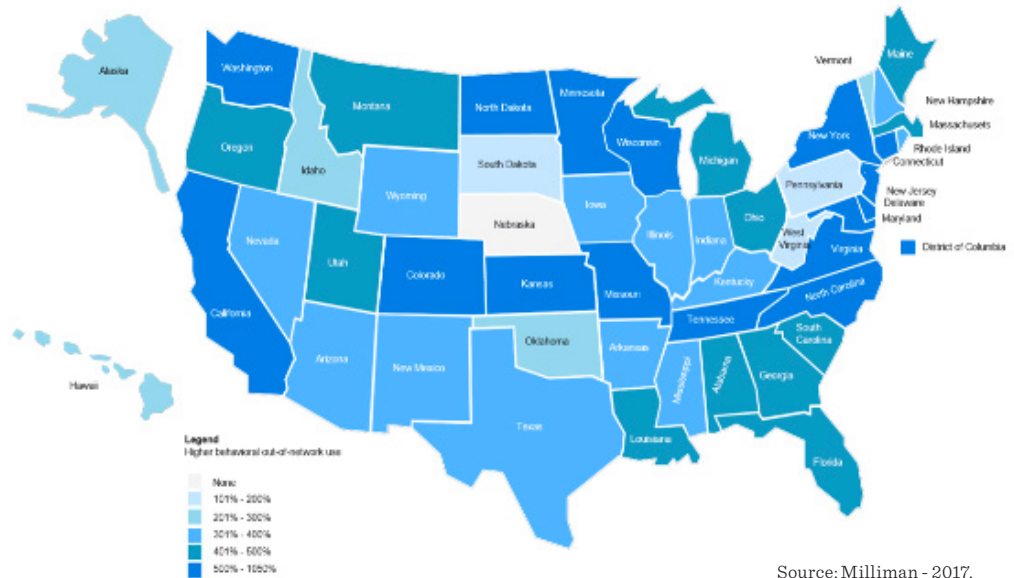 Alaska
Washington
Oregon
California
Hawaii
Idaho
Nevada
Montana
Wyoming
Utah
Colorado
Arizona
New Mexico
North Dakota
South Dakota
Nebraska
Kansas
Oklahoma
Texas
Minnesota
Iowa
Missouri
Arkansas
Louisiana
Wisconsin
Illinois
Michigan
Indiana
Ohio
Kentucky
Tennessee
Mississippi
Alabama
Georgia
Florida
South
Carolina
North Carolina
Virginia
West
Virginia
Pennsylvania
New York
Vermont
Maine
New Hampshire
Massachusets
Rhode Island
Connecticut
New Jersey
Delaware
Maryland
District of Columbia
Legend
Higher behavioral out-of-network use
None
101% - 200%
201% - 300%
301% - 400%
401% - 500%
500% - 1050%
Source: Milliman - 2017.